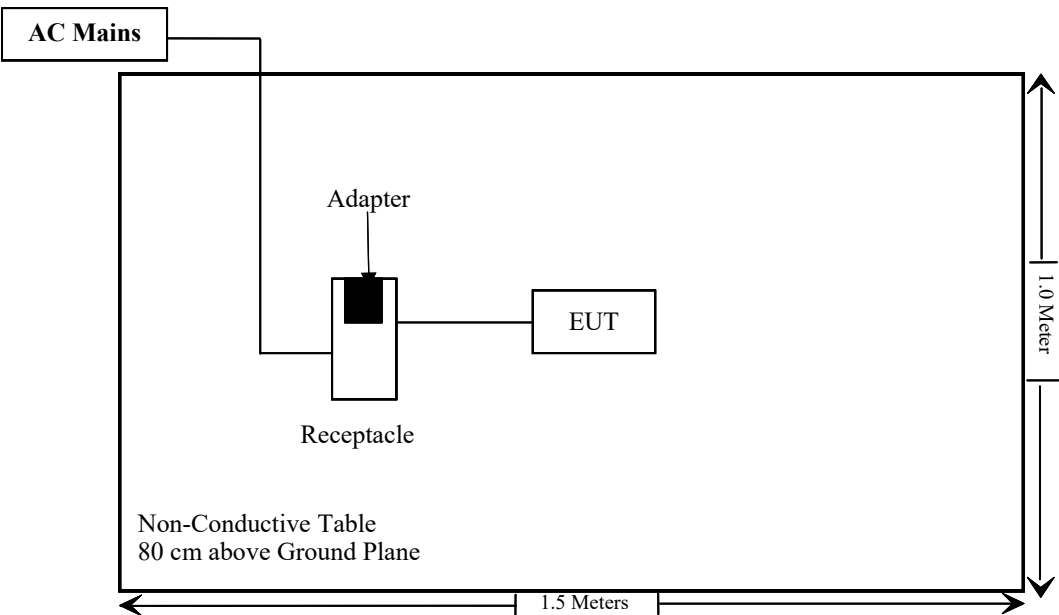 AC Mains
Adapter
EUT
1.0 Meter
Receptacle
Non-Conductive Table
80 cm above Ground Plane
1.5 Meters